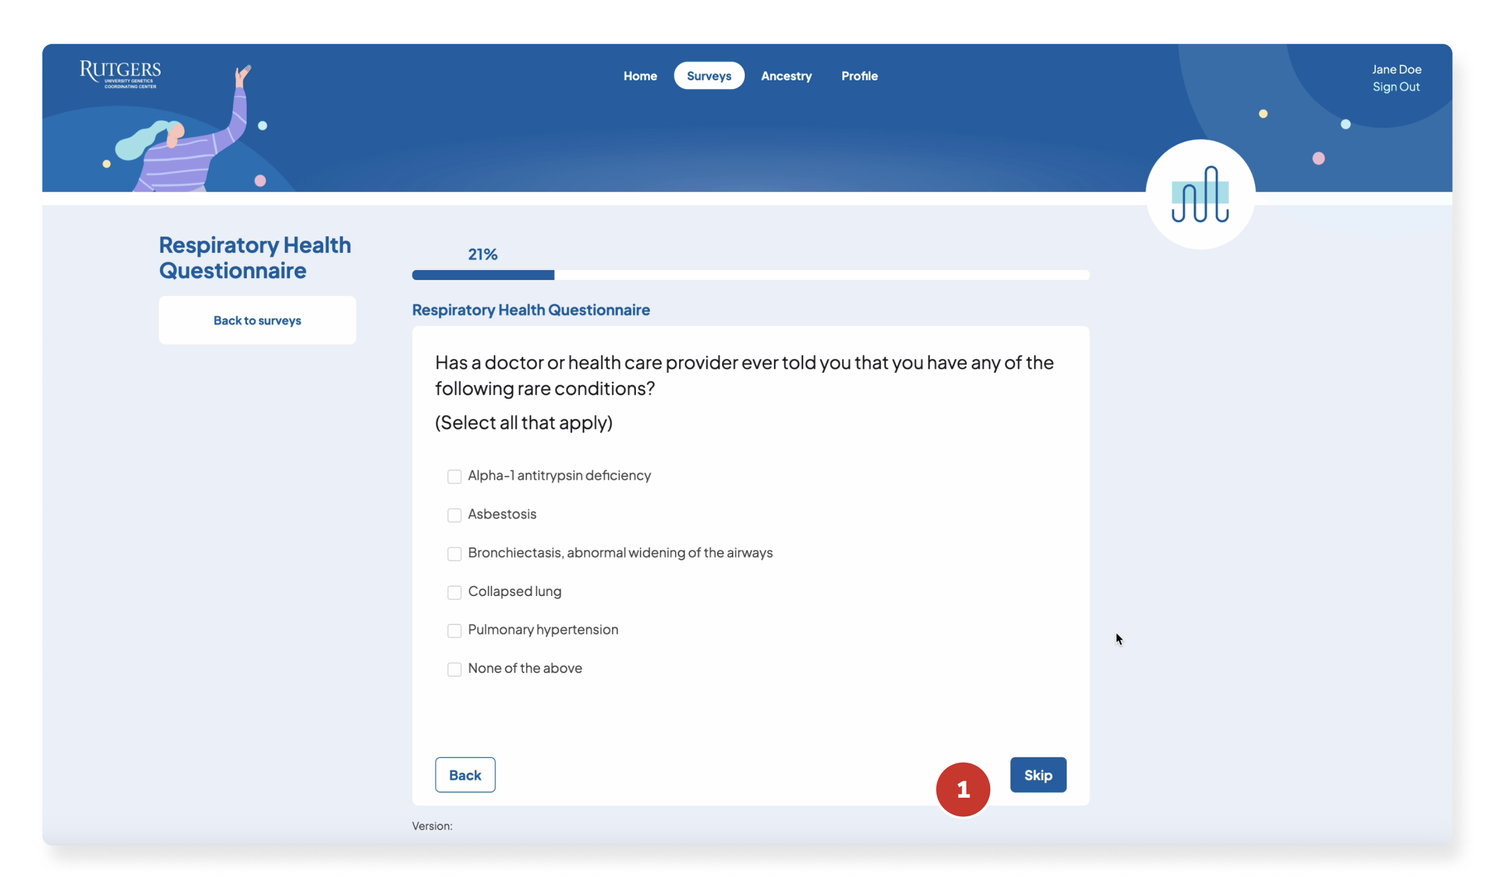 RUTGERS
UNIVERSITY GENETICS
COORDINATING CENTER
Home
Surveys
Ancestry
Profile
Jane Doe
Sign Out
Respiratory Health
Questionnaire
Back to surveys
21%
Respiratory Health Questionnaire
Has a doctor or health care provider ever told you that you have any of the
following rare conditions?
(Select all that apply)
Alpha-1 antitrypsin deficiency
Asbestosis
Bronchiectasis, abnormal widening of the airways
Collapsed lung
Pulmonary hypertension
None of the above
Back
1
Skip
Version: